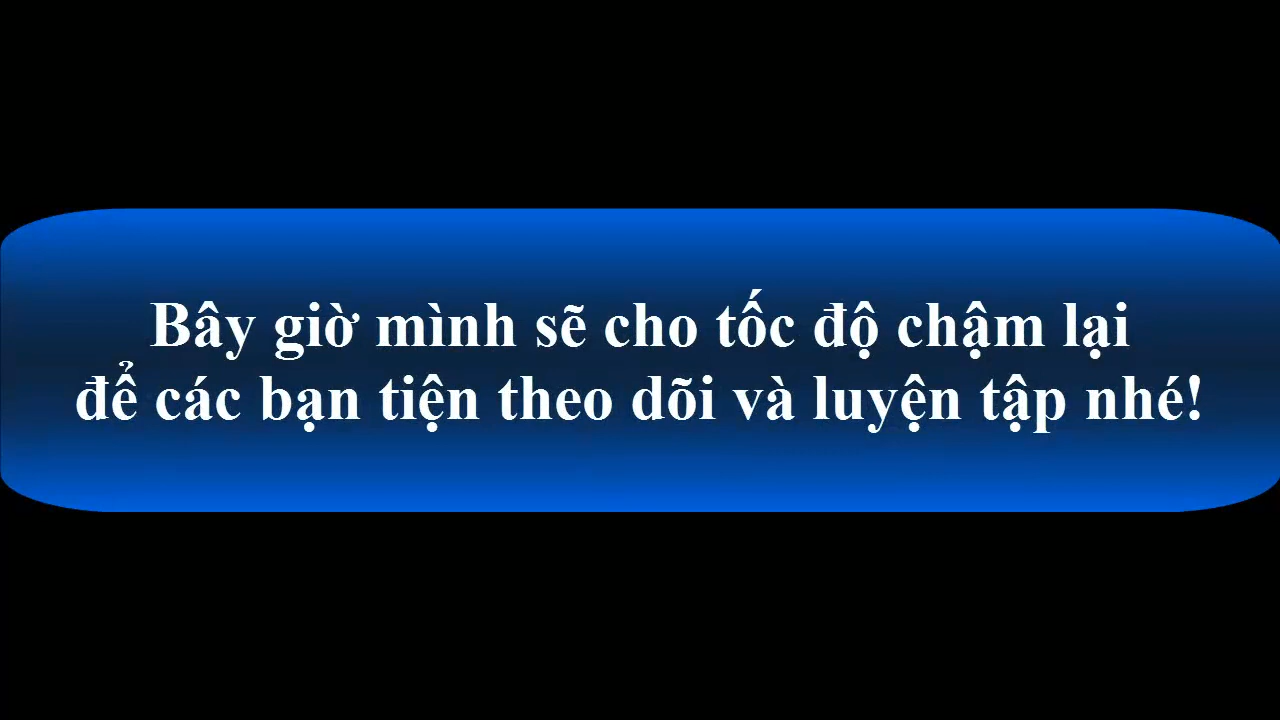 Bây giờ mình sẽ cho tốc độ chậm lại
để các bạn tiện theo dõi và luyện tập nhé!